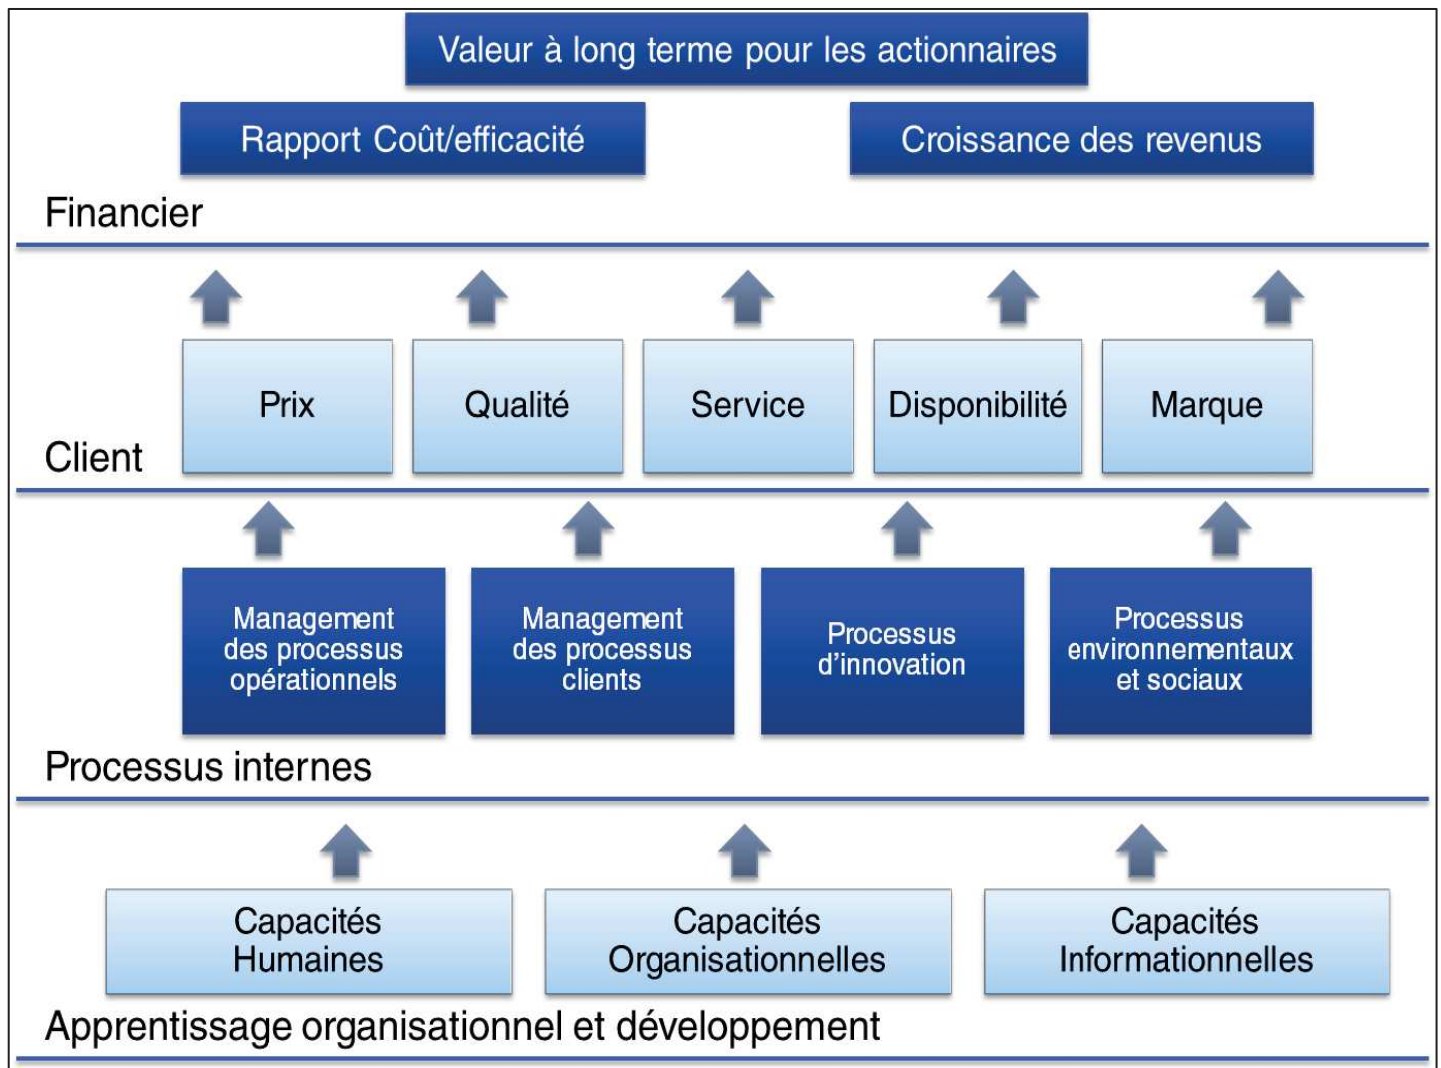 Valeur à long terme pour les actionnaires
Rapport Coût/efficacité
Croissance des revenus
Financier
Prix
Qualité
Service
Disponibilité
Marque
Client
Management
des processus
opérationnels
Management
des processus
clients
Processus
d'innovation
Processus
environnementaux
et sociaux
Processus internes
Capacités
Humaines
Capacités
Organisationnelles
Capacités
Informationnelles
Apprentissage organisationnel et développement